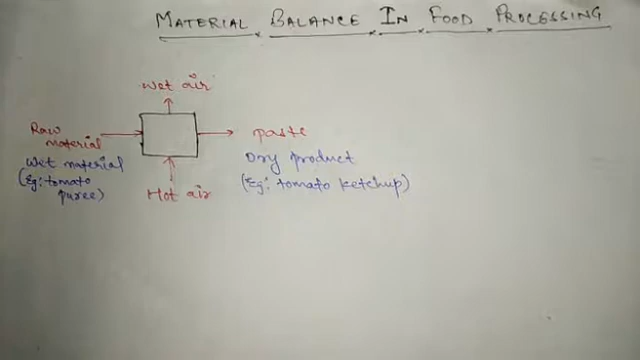 MATERIAL BALANCE IN FOOD PROCESSING
Wet air
Raw material
paste
Wet material
(Eg: tomato puree)
Dry product
(Eg: tomato ketchup)
Hot air